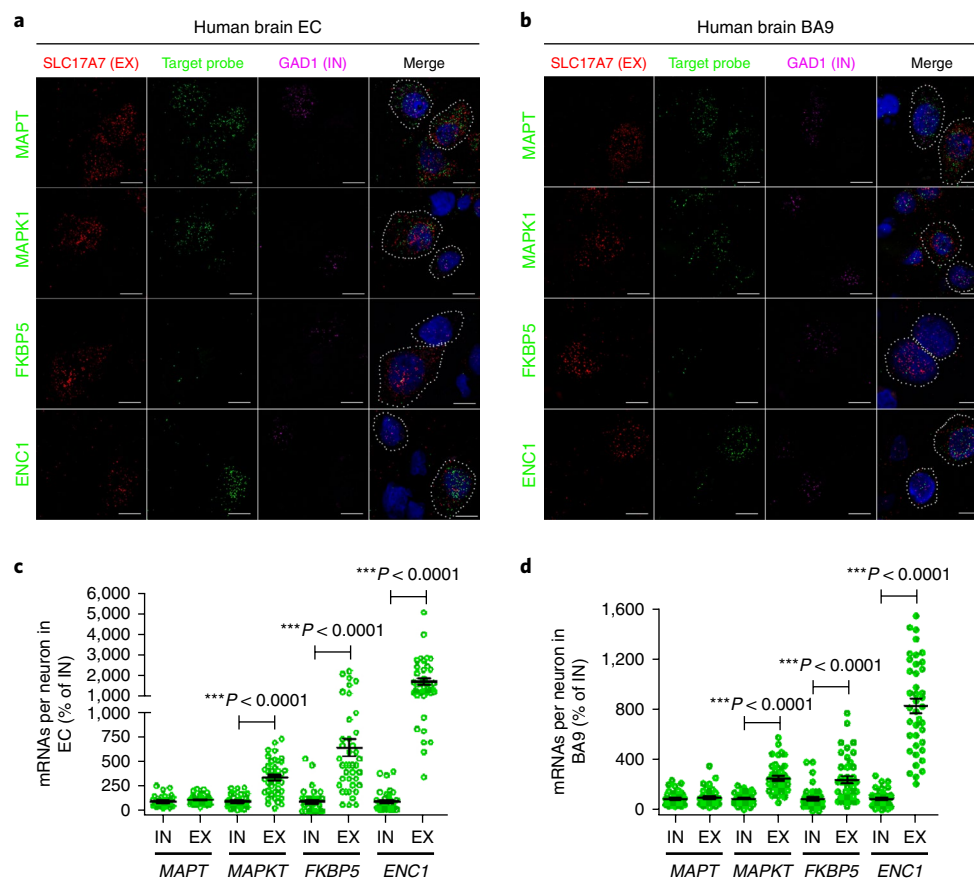 a
Human brain EC
SLC17A7 (EX) Target probe GAD1 (IN) Merge
MAPT
MAPK1
FKBP5
ENC1
b
Human brain BA9
SLC17A7 (EX) Target probe GAD1 (IN) Merge
MAPT
MAPK1
FKBP5
ENC1
c
mRNAs per neuron in
EC (% of IN)
6,000
5,000
4,000
3,000
2,000
1,000
1,000
750
500
250
0
***P < 0.0001
***P < 0.0001
***P < 0.0001
IN EX IN EX IN EX IN EX
MAPT MAPKT FKBP5 ENC1
d
mRNAs per neuron in
BA9 (% of IN)
1,600
1,200
800
400
0
***P < 0.0001
***P < 0.0001
***P < 0.0001
IN EX IN EX IN EX IN EX
MAPT MAPKT FKBP5 ENC1